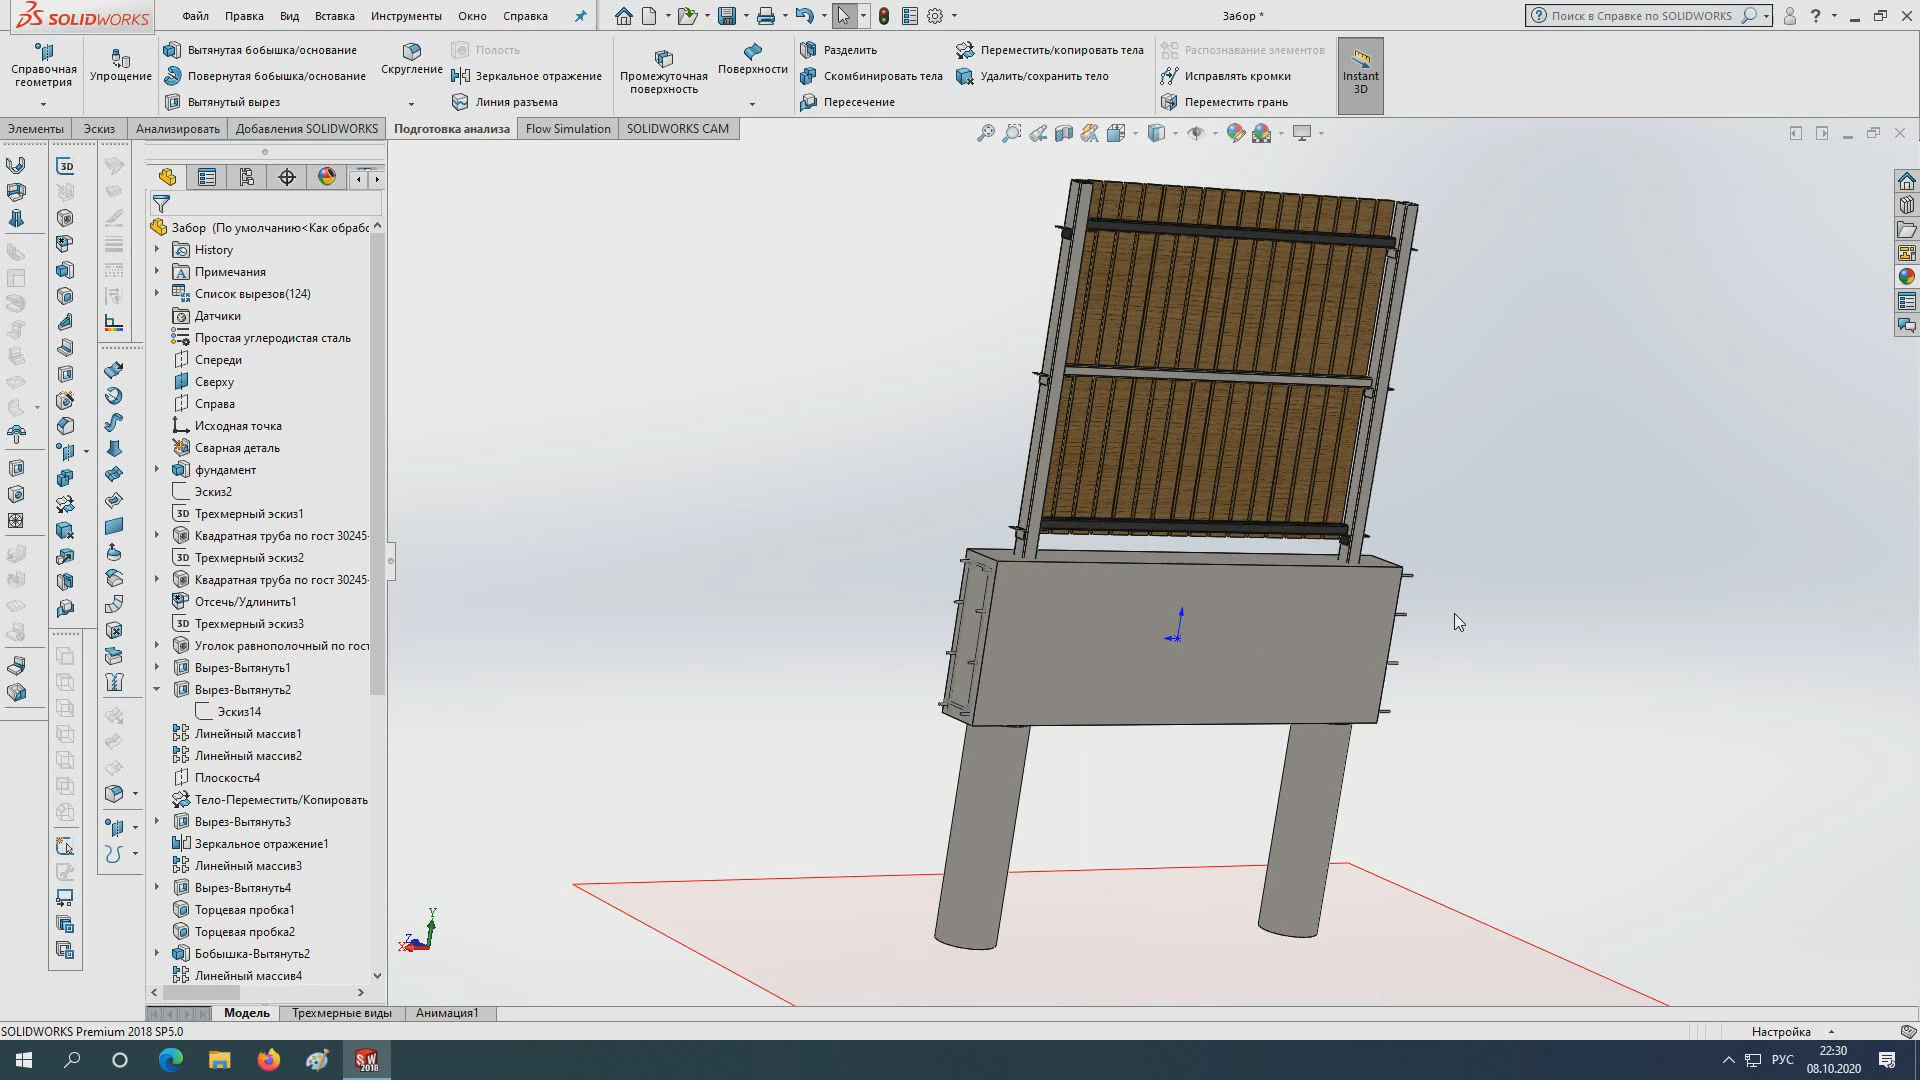 SOLIDWORKS
Файл
Правка
Вид
Вставка
Инструменты
Окно
Справка
Забор *
Поиск в Справке по SOLIDWORKS
Справочная геометрия
Упрощение
Вытянутая бобышка/основание
Повернутая бобышка/основание
Вытянутый вырез
Скругление
Полость
Зеркальное отражение
Линия разъема
Промежуточная поверхность
Поверхности
Разделить
Скомбинировать тела
Пересечение
Переместить/копировать тела
Удалить/сохранить тело
Распознавание элементов
Исправлять кромки
Переместить грань
Instant 3D
Элементы
Эскиз
Анализировать
Добавления SOLIDWORKS
Подготовка анализа
Flow Simulation
SOLIDWORKS CAM
3D
Забор (По умолчанию<Как обрабо
History
Примечания
Список вырезов(124)
Датчики
Простая углеродистая сталь
Спереди
Сверху
Справа
Исходная точка
Сварная деталь
фундамент
Эскиз2
3D Трехмерный эскиз1
Квадратная труба по гост 30245-
3D Трехмерный эскиз2
Квадратная труба по гост 30245-
Отсечь/Удлинить1
3D Трехмерный эскиз3
Уголок равнополочный по гост
Вырез-Вытянуть1
Вырез-Вытянуть2
Эскиз14
Линейный массив1
Линейный массив2
Плоскость4
Тело-Переместить/Копировать
Вырез-Вытянуть3
Зеркальное отражение1
Линейный массив3
Вырез-Вытянуть4
Торцевая пробка1
Торцевая пробка2
Бобышка-Вытянуть2
Линейный массив4
Y
Z
X
Модель
Трехмерные виды
Анимация1
SOLIDWORKS Premium 2018 SP5.0
Настройка
SW 2018
РУС
22:30
08.10.2020